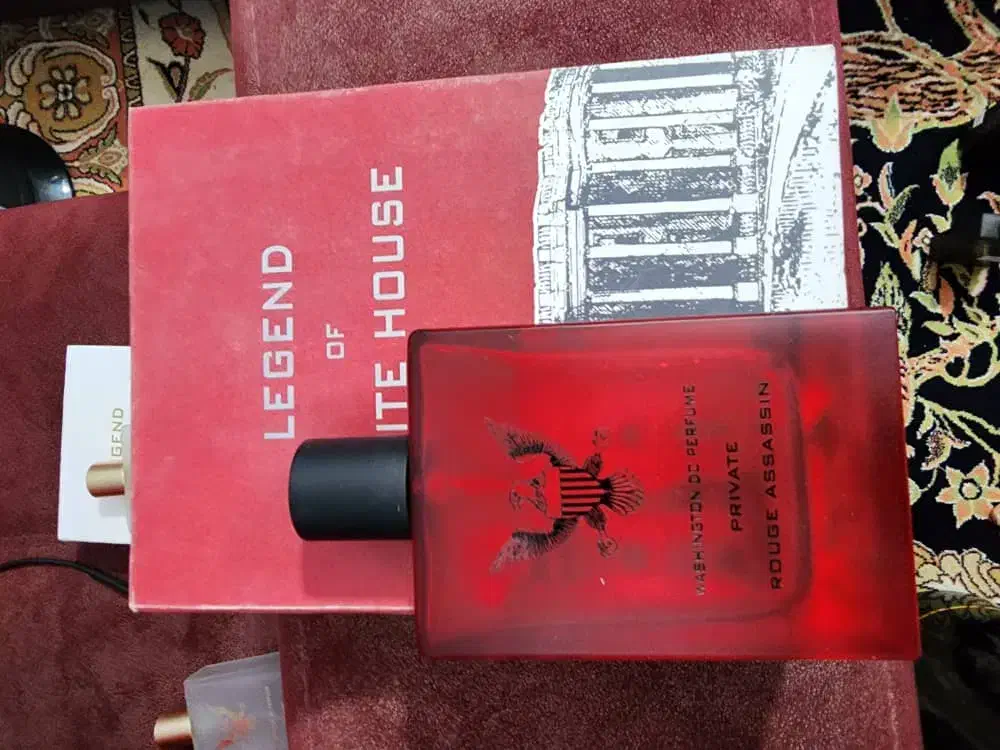 LEGEND
OF
ITE HOUSE
WASHINGTON DC PERFUME
PRIVATE
ROUGE ASSASSIN
GEND